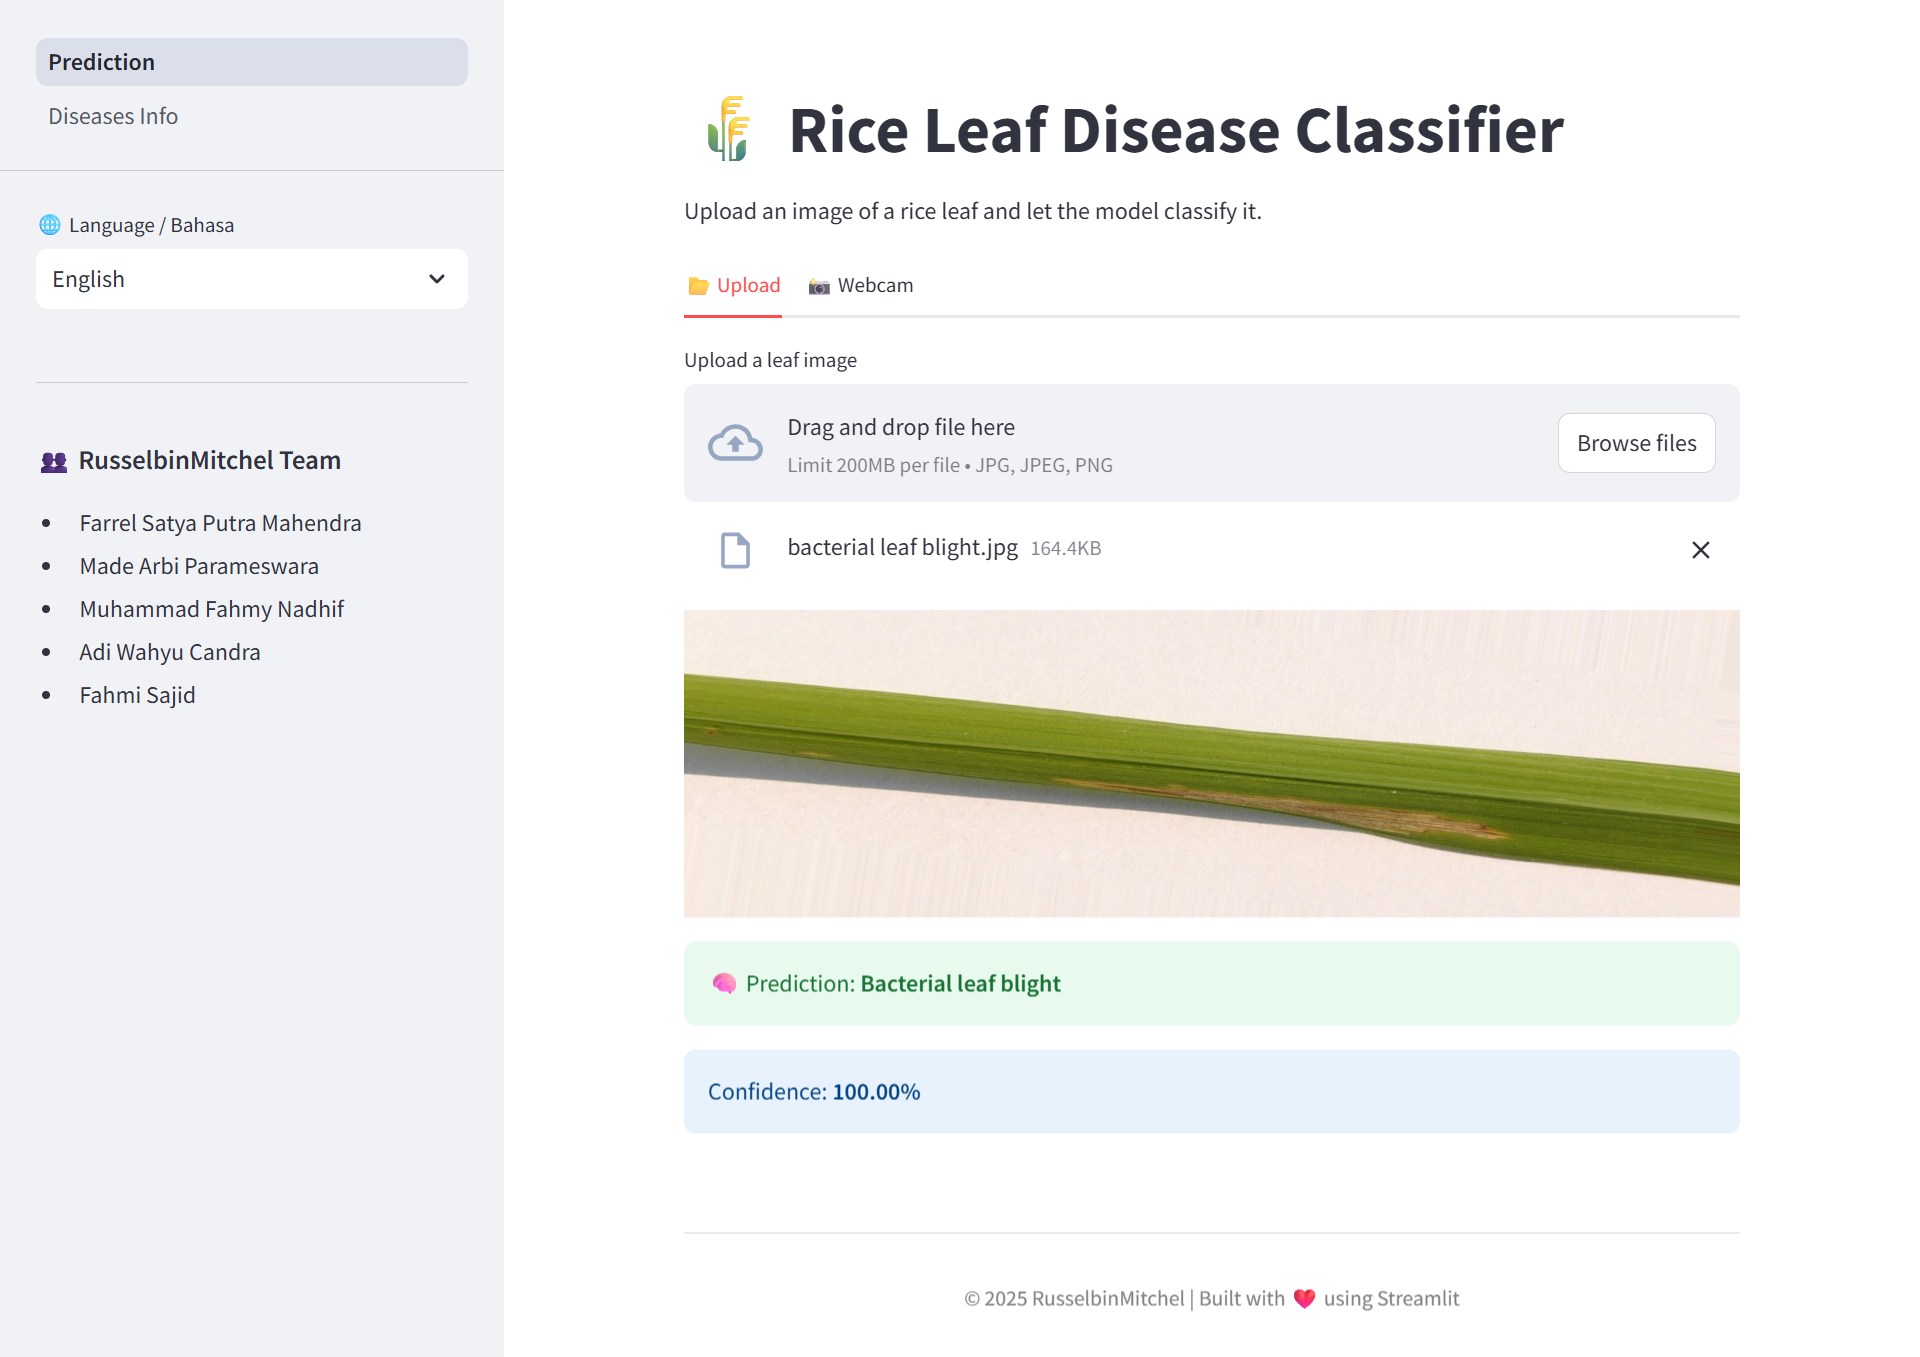 Prediction
Diseases Info
Language / Bahasa
English
RusselbinMitchel Team
Farrel Satya Putra Mahendra
Made Arbi Parameswara
Muhammad Fahmy Nadhif
Adi Wahyu Candra
Fahmi Sajid
Rice Leaf Disease Classifier
Upload an image of a rice leaf and let the model classify it.
Upload
Webcam
Upload a leaf image
Drag and drop file here
Limit 200MB per file • JPG, JPEG, PNG
Browse files
bacterial leaf blight.jpg 164.4KB
Prediction: Bacterial leaf blight
Confidence: 100.00%
© 2025 RusselbinMitchel | Built with ❤️ using Streamlit